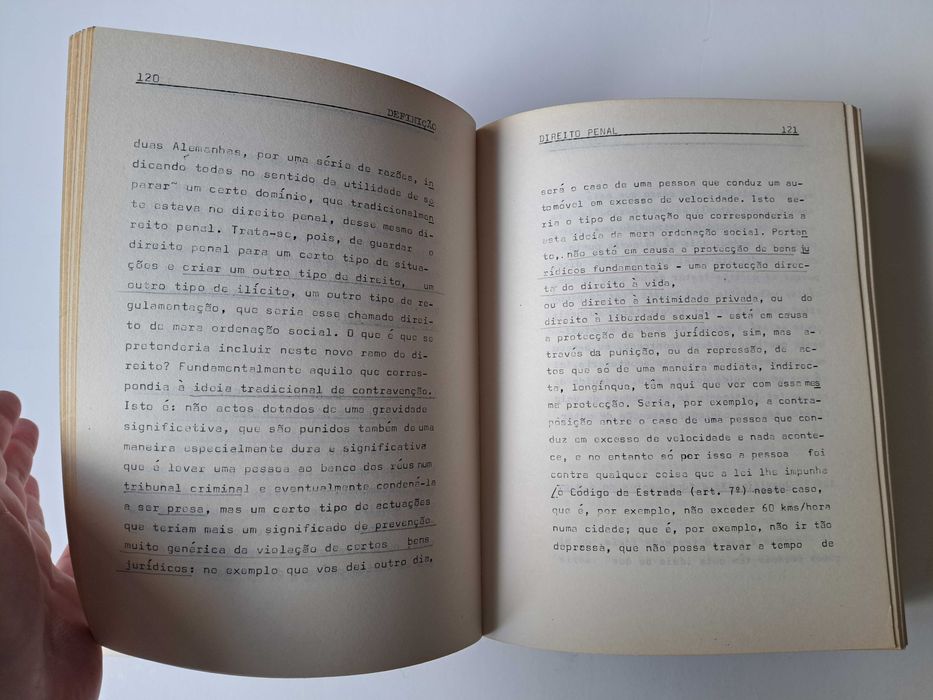 120
DEFINIÇÃO
duas Alemanhas, por uma série de razões, in
dicando todas no sentido da utilidade de se
parar~ um certo domínio, que tradicionalmen
te estava no direito penal, desse mesmo di-
reito penal. Trata-se, pois, de guardar o
direito penal para um certo tipo de situa-
ções e criar um outro tipo de direito, um
outro tipo de ilícito, um outro tipo de re-
gulamentação, que seria esse chamado direi-
to de mera ordenação social. O que é que se
pretenderia incluir neste novo ramo do di-
reito? Fundamentalmente aquilo que corres-
pondia à ideia tradicional de contravenção.
Isto é: não actos dotados de uma gravidade
significativa, que são punidos também de uma
maneira especialmente dura e significativa
que é levar uma pessoa ao banco dos réus num
tribunal criminal e eventualmente condená-la
a ser presa, mas um certo tipo de actuações
que teriam mais um significado de prevenção
muito genérica da violação de certos bens
jurídicos: no exemplo que vos dei outro dia,
DIREITO PENAL
121
será o caso de uma pessoa que conduz um au-
tomóvel em excesso de velocidade. Isto se-
ria o tipo de actuação que corresponderia a
esta ideia da mera ordenação social. Portan
to, não está em causa a protecção de bens ju
rídicos fundamentais - uma protecção direc-
ta do direito à vida,
ou do direito à intimidade privada, ou do
direito à liberdade sexual - está em causa
a protecção de bens jurídicos, sim, mas a-
través da punição, ou da repressão, de ac-
tos que só de uma maneira mediata, indirec-
ta, longínqua, têm aqui que ver com essa mes
ma protecção. Seria, por exemplo, a contra-
posição entre o caso de uma pessoa que con-
duz em excesso de velocidade e nada aconte-
ce, e no entanto só por isso a pessoa foi
contra qualquer coisa que a lei lhe impunha
/o Código da Estrada (art. 7º) neste caso,
que é, por exemplo, não exceder 60 kms/hora
numa cidade; que é, por exemplo, não ir tão
depressa, que não possa travar a tempo de